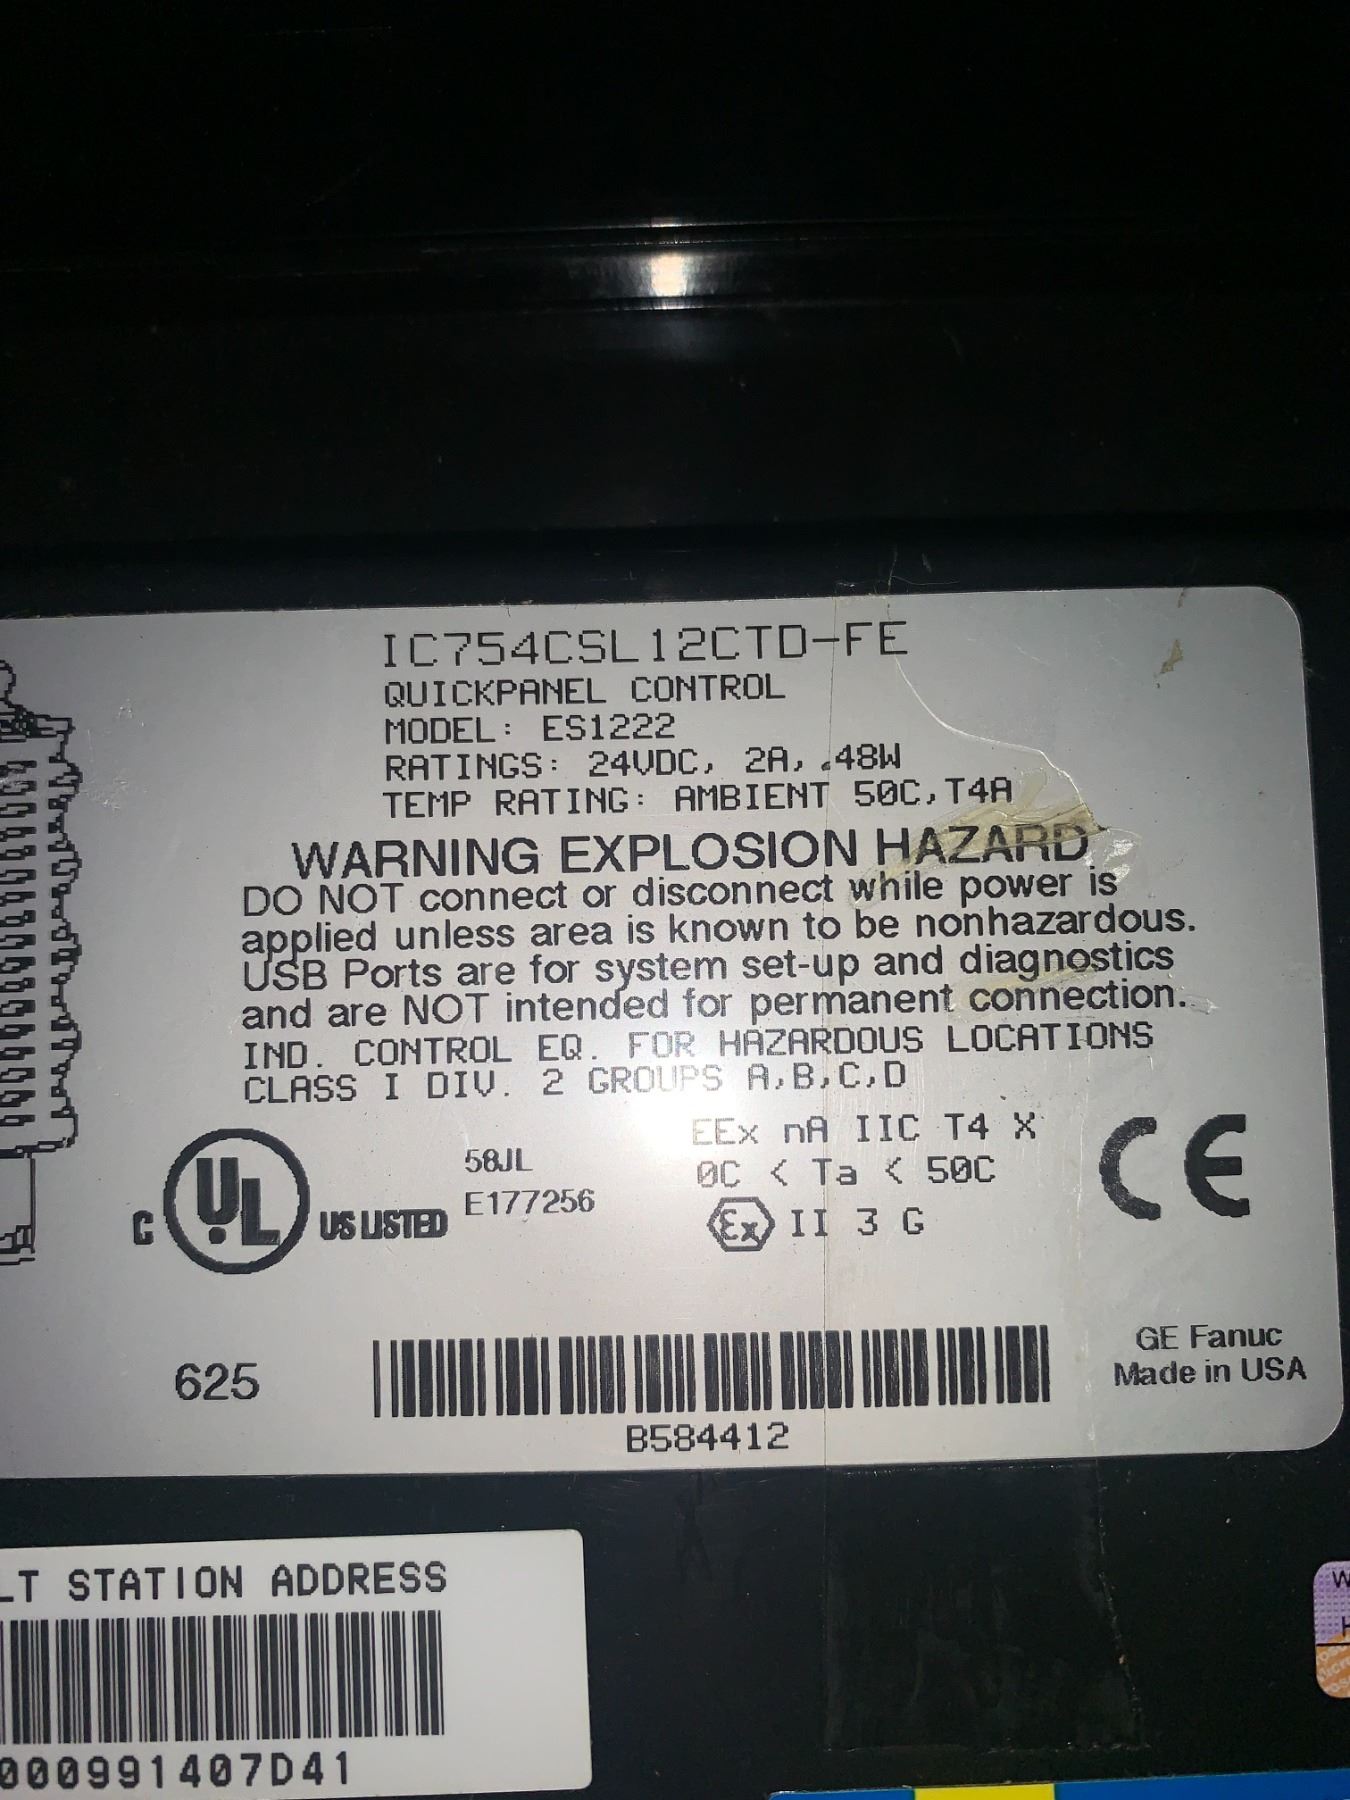 IC754CSL12CTD-FE
QUICKPANEL CONTROL
MODEL: ES1222
RATINGS: 24VDC, 2A, 48W
TEMP RATING: AMBIENT 50C, T4A
WARNING EXPLOSION HAZARD
DO NOT connect or disconnect while power is
applied unless area is known to be nonhazardous.
USB Ports are for system set-up and diagnostics
and are NOT intended for permanent connection.
IND. CONTROL EQ. FOR HAZARDOUS LOCATIONS
CLASS I DIV. 2 GROUPS A,B,C,D
EEx nA IIC T4 X
0C < Ta < 50C
Ex II 3 G
CE
C UL US LISTED
58JL
E177256
625
B584412
GE Fanuc
Made in USA
LT STATION ADDRESS
000991407D41